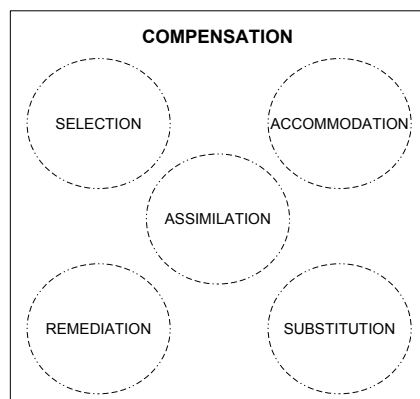 COMPENSATION
SELECTION
ACCOMMODATION
ASSIMILATION
REMEDIATION
SUBSTITUTION